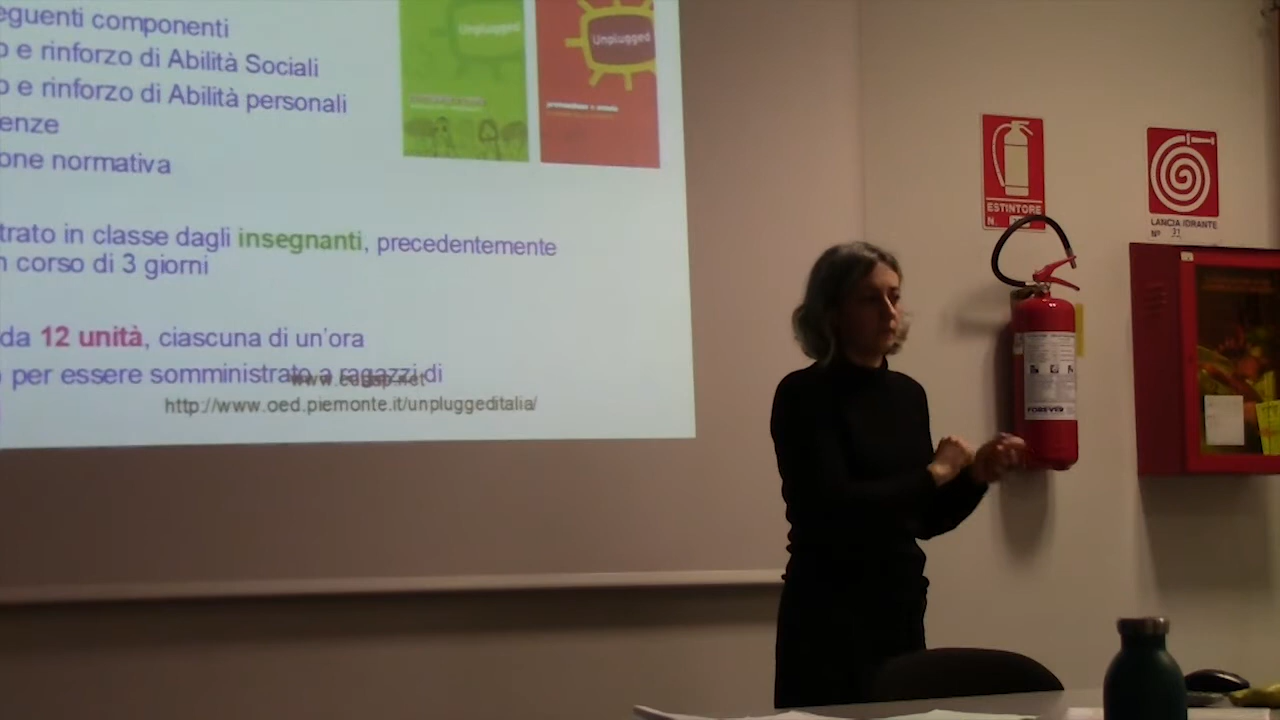 eguenti componenti
o e rinforzo di Abilità Sociali
o e rinforzo di Abilità personali
enze
one normativa
trato in classe dagli insegnanti, precedentemente
n corso di 3 giorni
da 12 unità, ciascuna di un'ora
per essere somministrato a ragazzi di
http://www.oed.piemonte.it/unpluggeditalia/
Unplugged
Unplugged
ESTINTORE
N.
LANCIA IDRANTE
N° 31
FOREVER